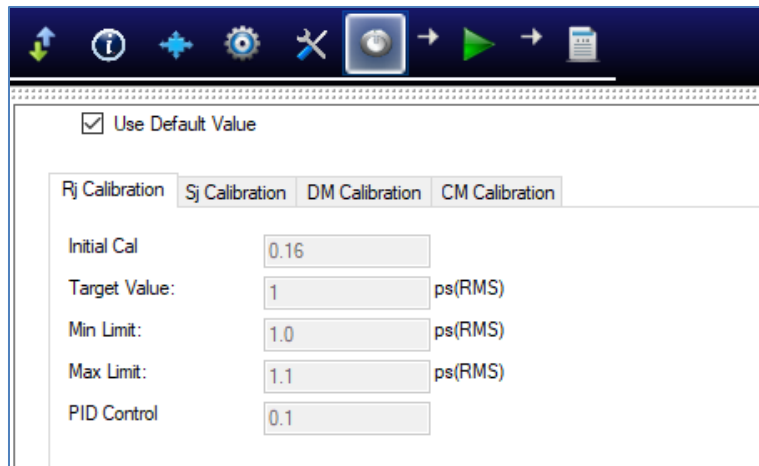 Use Default Value
Rj Calibration Sj Calibration DM Calibration CM Calibration
Initial Cal 0.16
Target Value: 1 ps(RMS)
Min Limit: 1.0 ps(RMS)
Max Limit: 1.1 ps(RMS)
PID Control 0.1